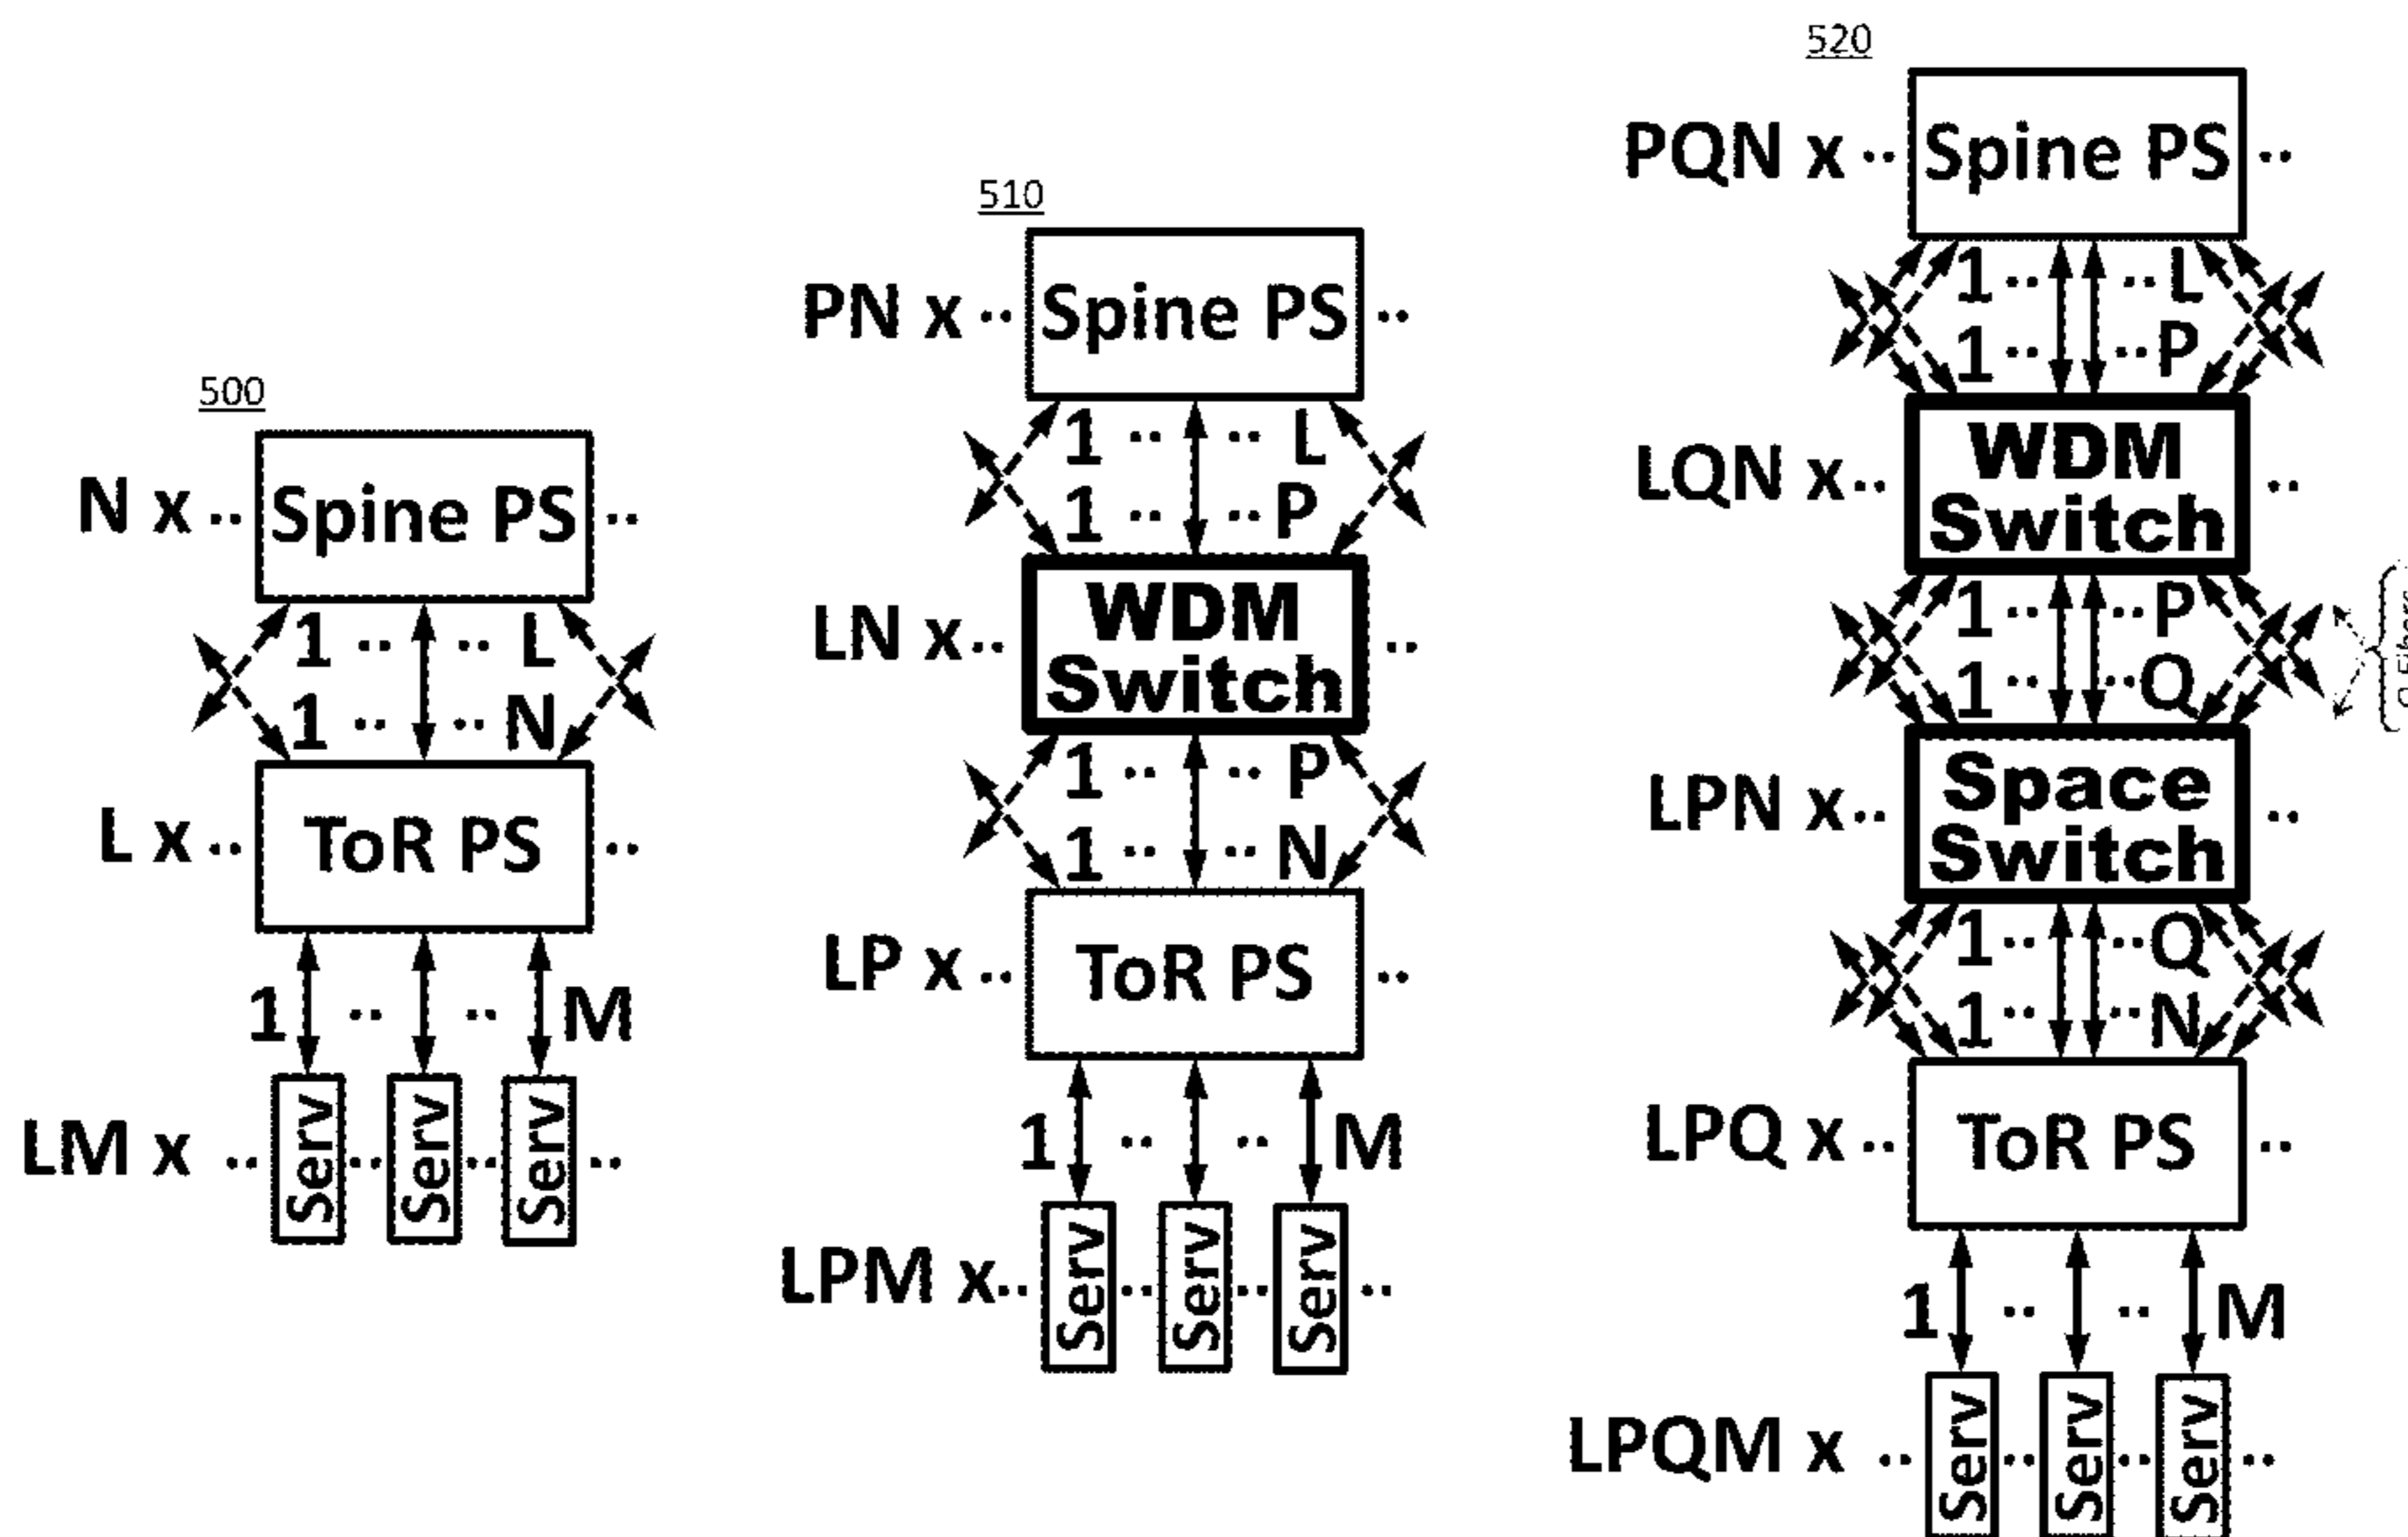 500
N x .. Spine PS ..
1 .. .. L
1 .. .. N
L x .. ToR PS ..
1 .. .. M
LM x .. Serv .. Serv .. Serv ..
510
PN x .. Spine PS ..
1 .. .. L
1 .. .. P
LN x .. WDM ..
Switch
1 .. .. P
1 .. .. N
LP x .. ToR PS ..
1 .. .. M
LPM x .. Serv .. Serv .. Serv ..
520
PQN x .. Spine PS ..
1 .. .. L
1 .. .. P
LQN x .. WDM ..
Switch
1 .. .. P
1 .. .. Q
LPN x .. Space ..
Switch
1 .. .. Q
1 .. .. N
LPQ x .. ToR PS ..
1 .. .. M
LPQM x .. Serv .. Serv .. Serv ..